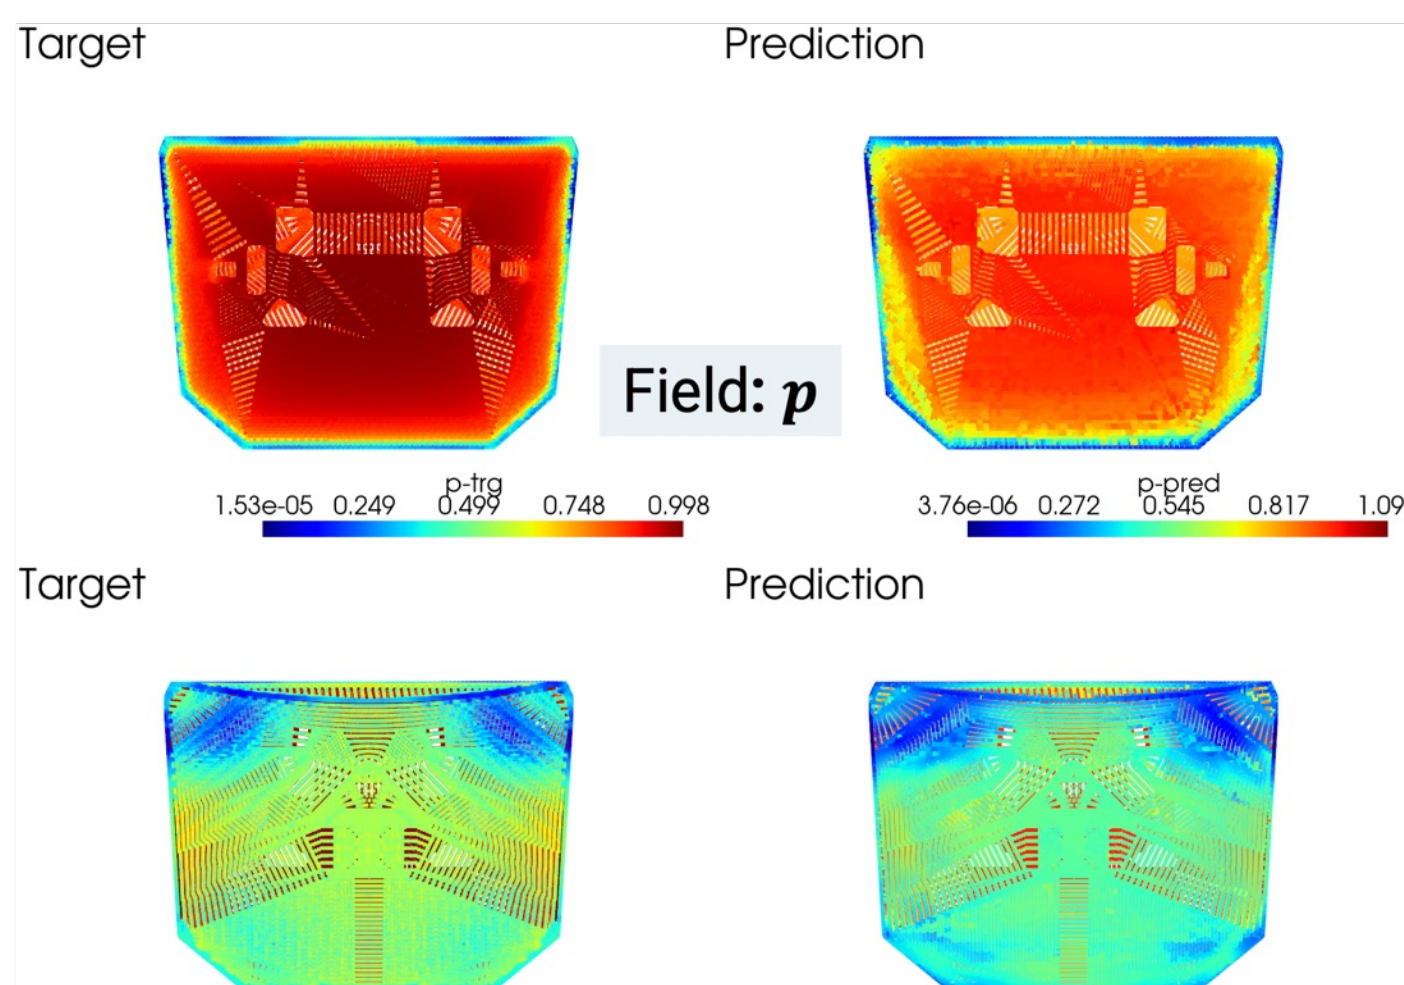 Target
Prediction
Field: p
p-trg
1.53e-05 0.249 0.499 0.748 0.998
p-pred
3.76e-06 0.272 0.545 0.817 1.09
Target
Prediction